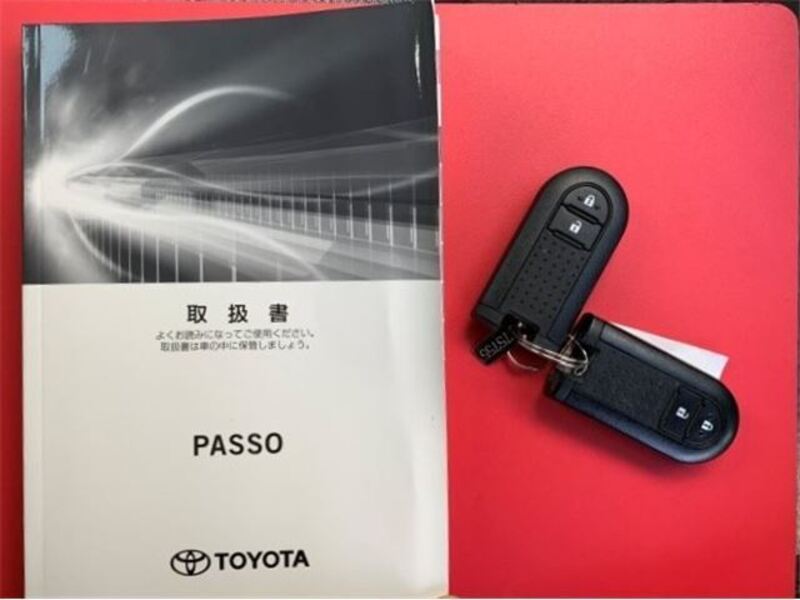 取扱書
よくお読みになってご使用ください。
取扱書は車の中に保管しましょう。
PASSO
TOYOTA